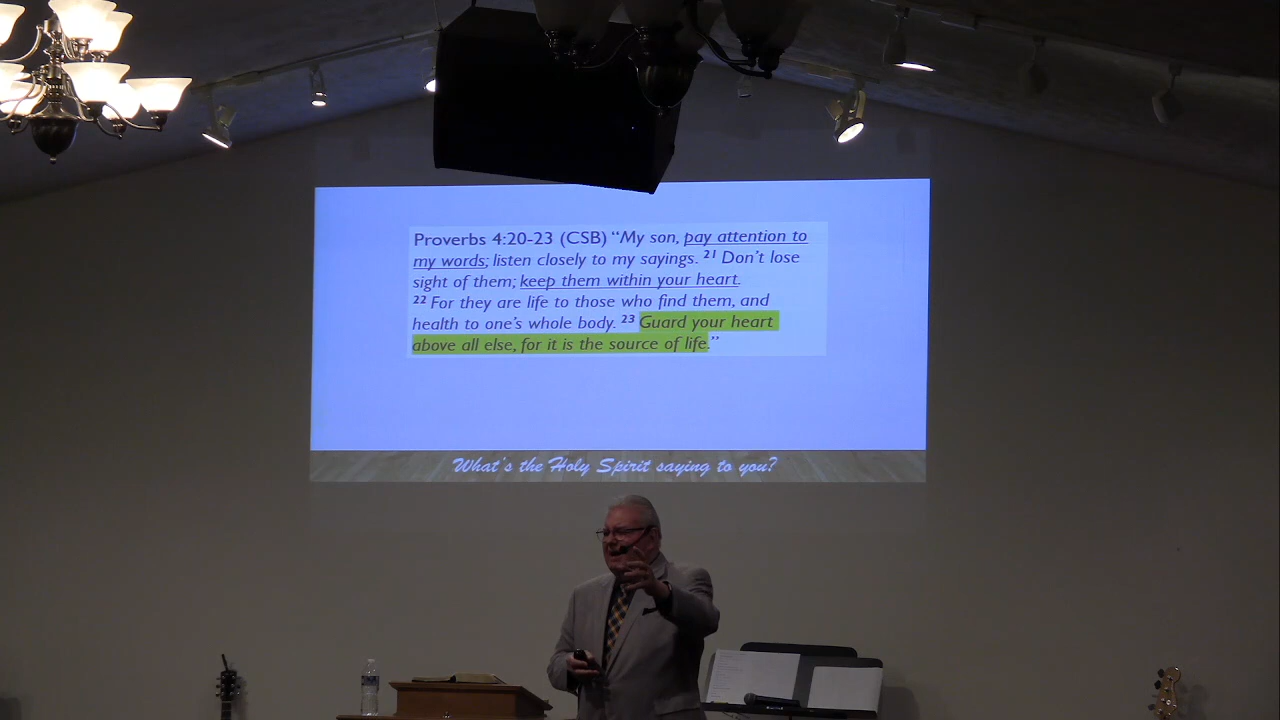 Proverbs 4:20-23 (CSB) “My son, pay attention to
my words; listen closely to my sayings. 21 Don’t lose
sight of them; keep them within your heart.
22 For they are life to those who find them, and
health to one’s whole body. 23 Guard your heart
above all else, for it is the source of life.”
What’s the Holy Spirit saying to you?